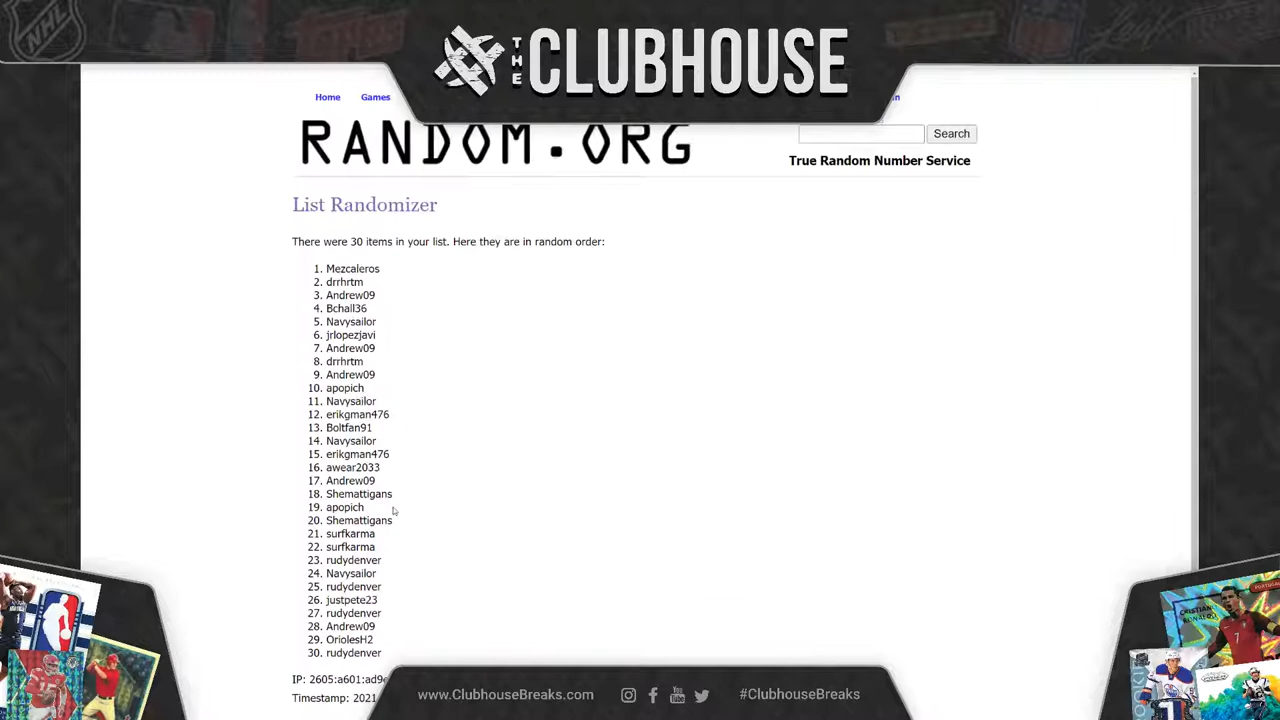 THE CLUBHOUSE
Home Games
RANDOM.ORG
Search
True Random Number Service
List Randomizer
There were 30 items in your list. Here they are in random order:
1. Mezcaleros
2. drrhrtm
3. Andrew09
4. Bchall36
5. Navysailor
6. jrlopezjavi
7. Andrew09
8. drrhrtm
9. Andrew09
10. apopich
11. Navysailor
12. erikgman476
13. Boltfan91
14. Navysailor
15. erikgman476
16. awear2033
17. Andrew09
18. Shemattigans
19. apopich
20. Shemattigans
21. surfkarma
22. surfkarma
23. rudydenver
24. Navysailor
25. rudydenver
26. justpete23
27. rudydenver
28. Andrew09
29. OriolesH2
30. rudydenver
IP: 2605:a601:ad9
Timestamp: 2021
www.ClubhouseBreaks.com
#ClubhouseBreaks
NHL
CRISTIANO RONALDO
7